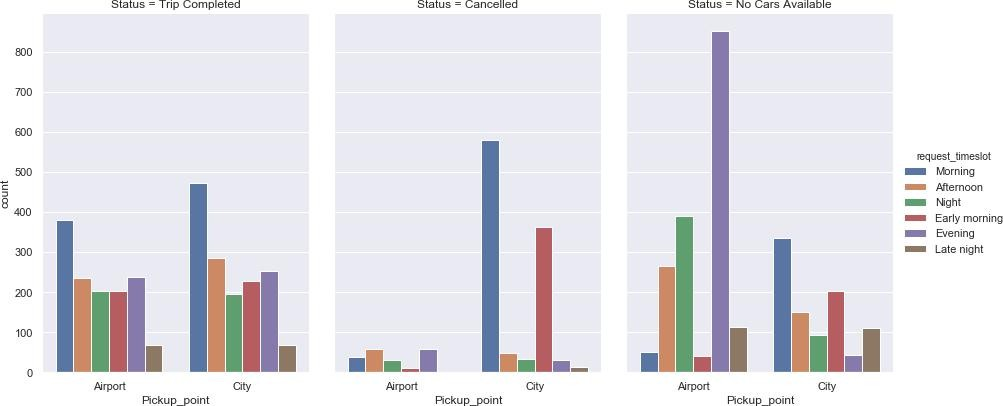 Status = Trip Completed
Status = Cancelled
Status = No Cars Available
count
800
700
600
500
400
300
200
100
0
Airport
City
Airport
City
Airport
City
Pickup_point
Pickup_point
Pickup_point
request_timeslot
Morning
Afternoon
Night
Early morning
Evening
Late night